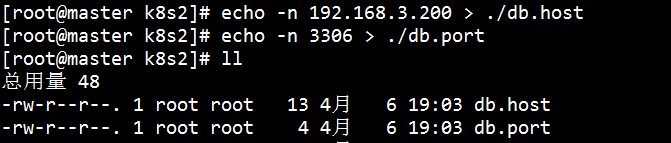 [root@master k8s2]# echo -n 192.168.3.200 > ./db.host
[root@master k8s2]# echo -n 3306 > ./db.port
[root@master k8s2]# ll
总用量 48
-rw-r--r--. 1 root root   13 4月   6 19:03 db.host
-rw-r--r--. 1 root root    4 4月   6 19:03 db.port